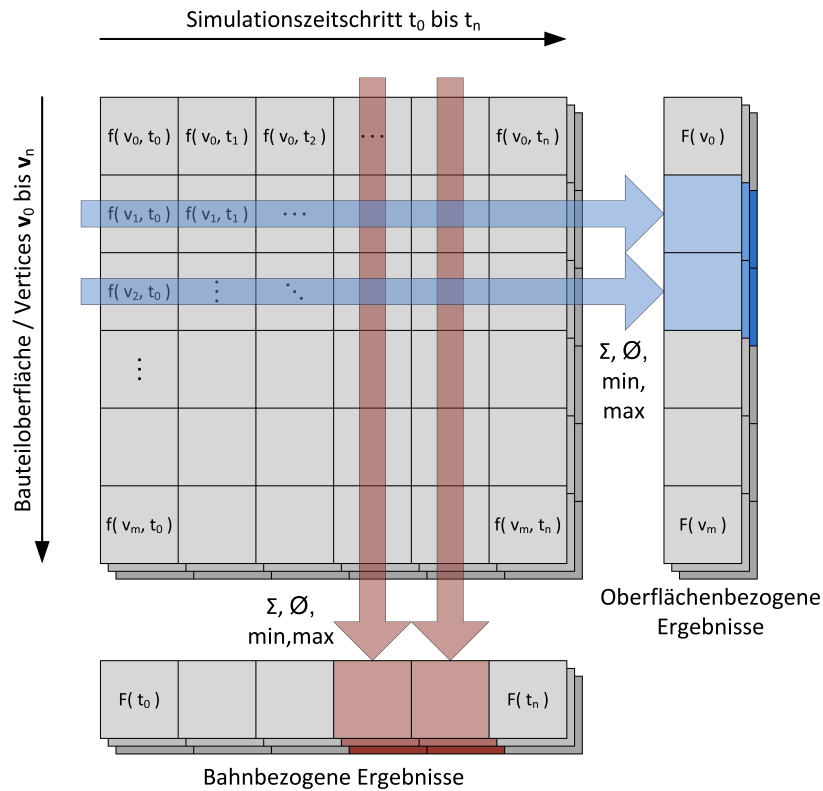 Simulationszeitschritt t₀ bis tₙ
Bauteiloberfläche / Vertices v₀ bis vₙ
f( v₀, t₀ ) f( v₀, t₁ ) f( v₀, t₂ ) ... f( v₀, tₙ ) F( v₀ )
f( v₁, t₀ ) f( v₁, t₁ ) ...
f( v₂, t₀ ) ⋮ ⋱
Σ, Ø,
⋮ min,
max
f( vₘ, t₀ ) f( vₘ, tₙ ) F( vₘ )
Oberflächenbezogene
Ergebnisse
Σ, Ø,
min,max
F( t₀ ) F( tₙ )
Bahnbezogene Ergebnisse